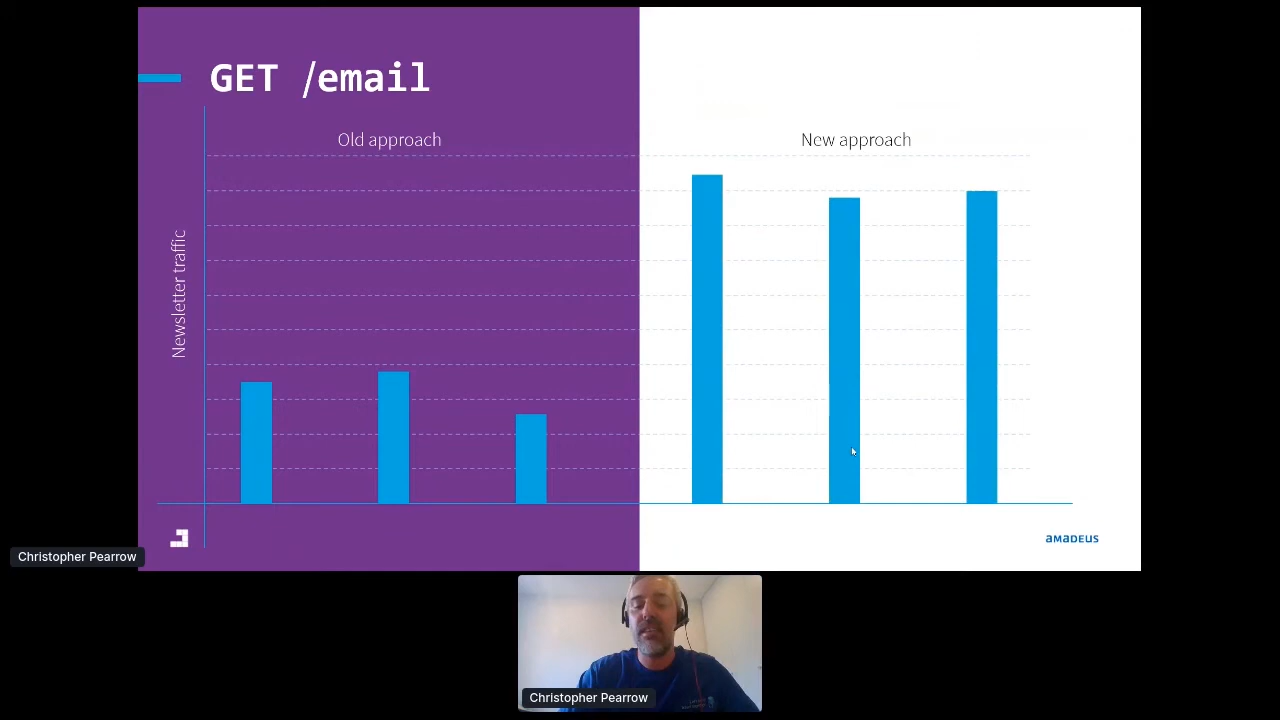 GET /email
Old approach
New approach
Newsletter traffic
amadeus
Christopher Pearrow
Christopher Pearrow